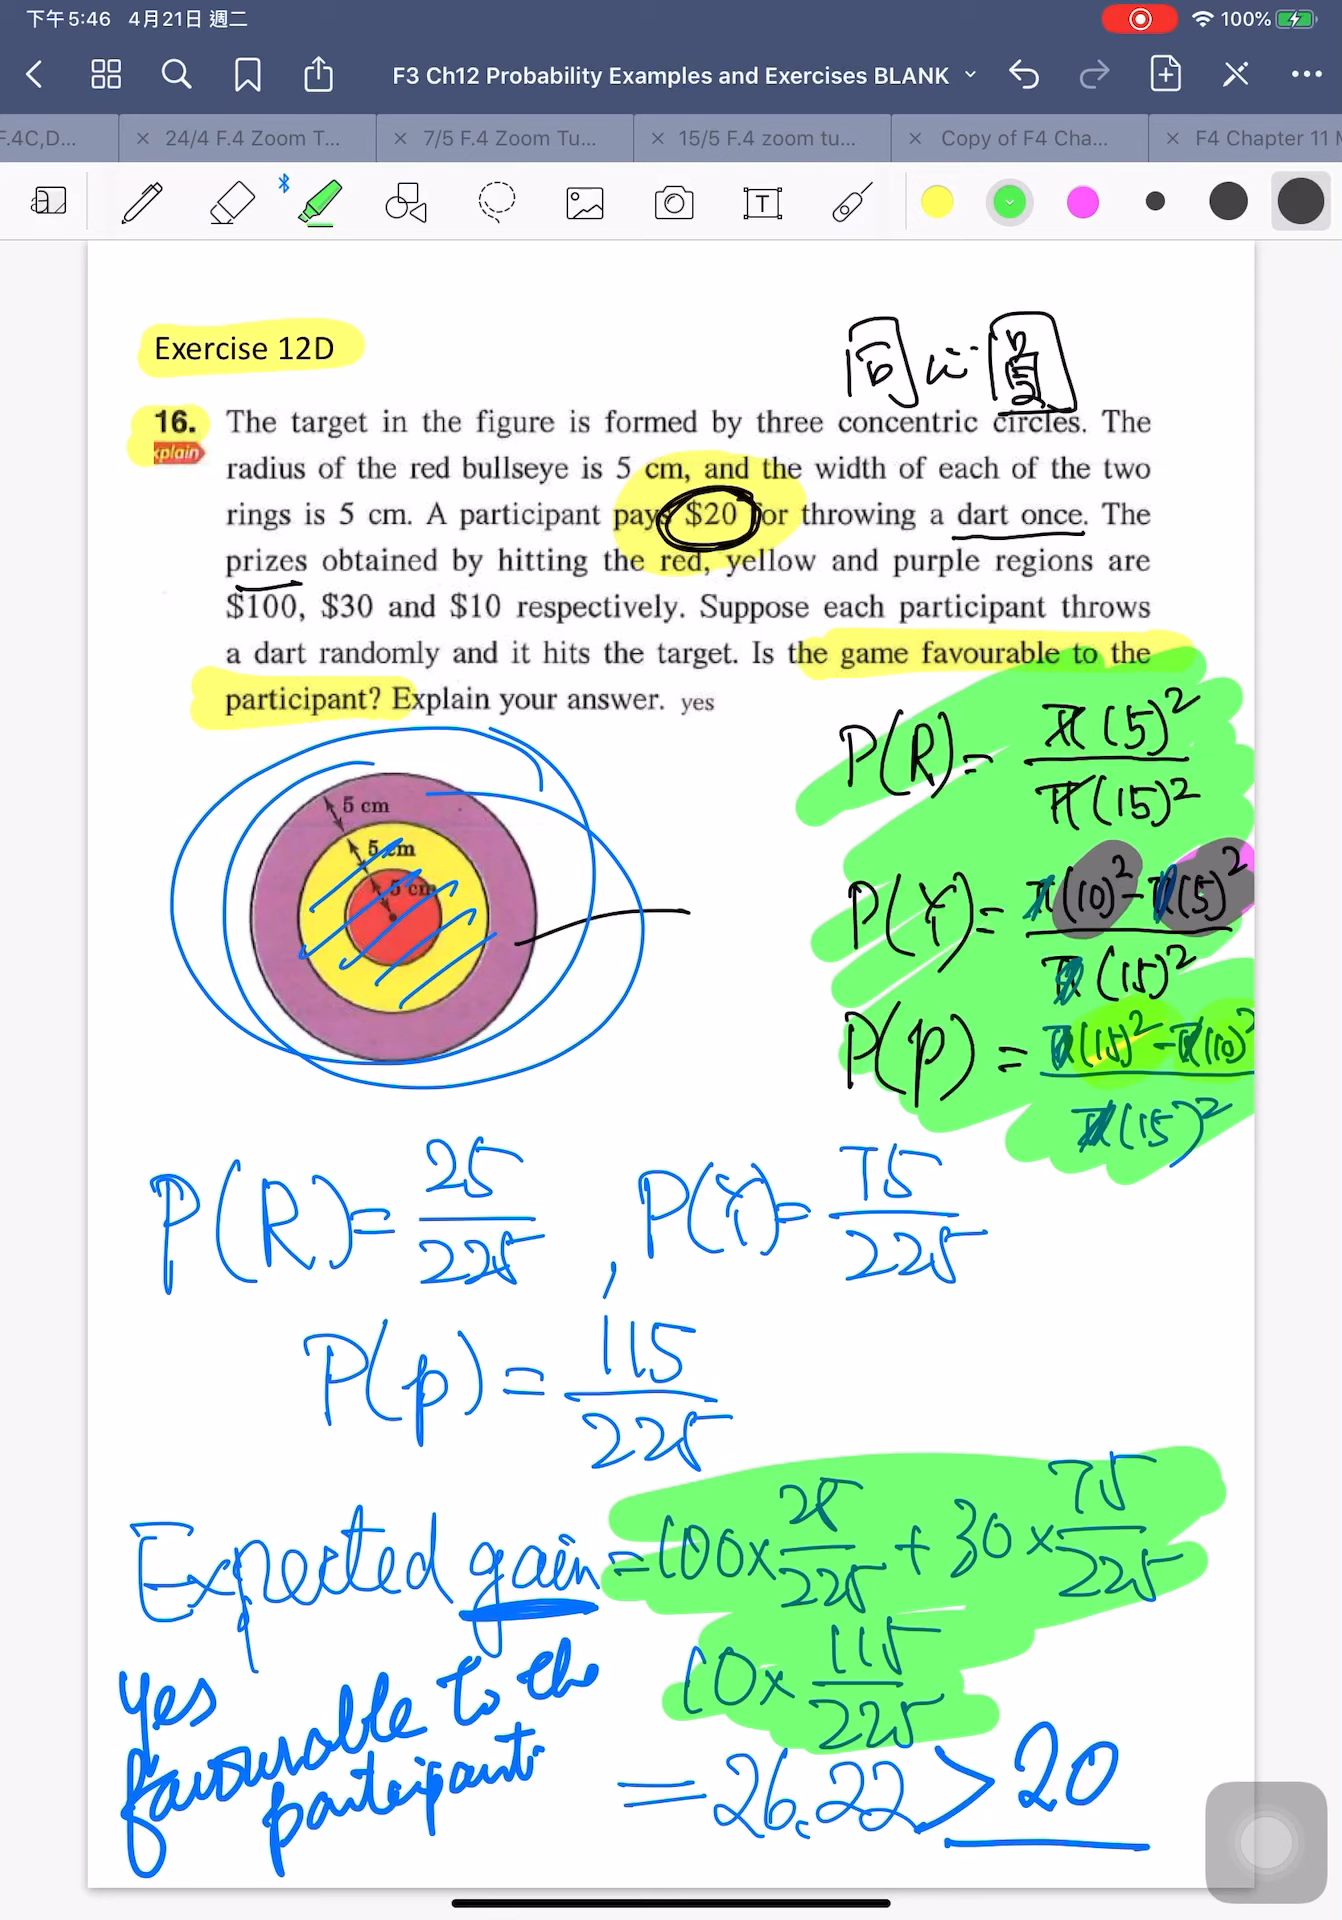 下午5:46 4月21日 週二
100%
F3 Ch12 Probability Examples and Exercises BLANK
F.4C,D...
× 24/4 F.4 Zoom T...
× 7/5 F.4 Zoom Tu...
× 15/5 F.4 zoom tu...
× Copy of F4 Cha...
× F4 Chapter 11 M
Exercise 12D
同心圓
16. The target in the figure is formed by three concentric circles. The
xplain
radius of the red bullseye is 5 cm, and the width of each of the two
rings is 5 cm. A participant pays $20 for throwing a dart once. The
prizes obtained by hitting the red, yellow and purple regions are
$100, $30 and $10 respectively. Suppose each participant throws
a dart randomly and it hits the target. Is the game favourable to the
participant? Explain your answer. yes
5 cm
5 cm
5 cm
P(R) = π(5)² / π(15)²
P(Y) = π(10)² − π(5)² / π(15)²
P(p) = π(15)² − π(10)² / π(15)²
P(R) = 25/225 , P(Y) = 75/225
P(p) = 115/225
Expected gain = 100 × 25/225 + 30 × 75/225
10 × 115/225
= 26.22 > 20
yes
favourable to the
participant